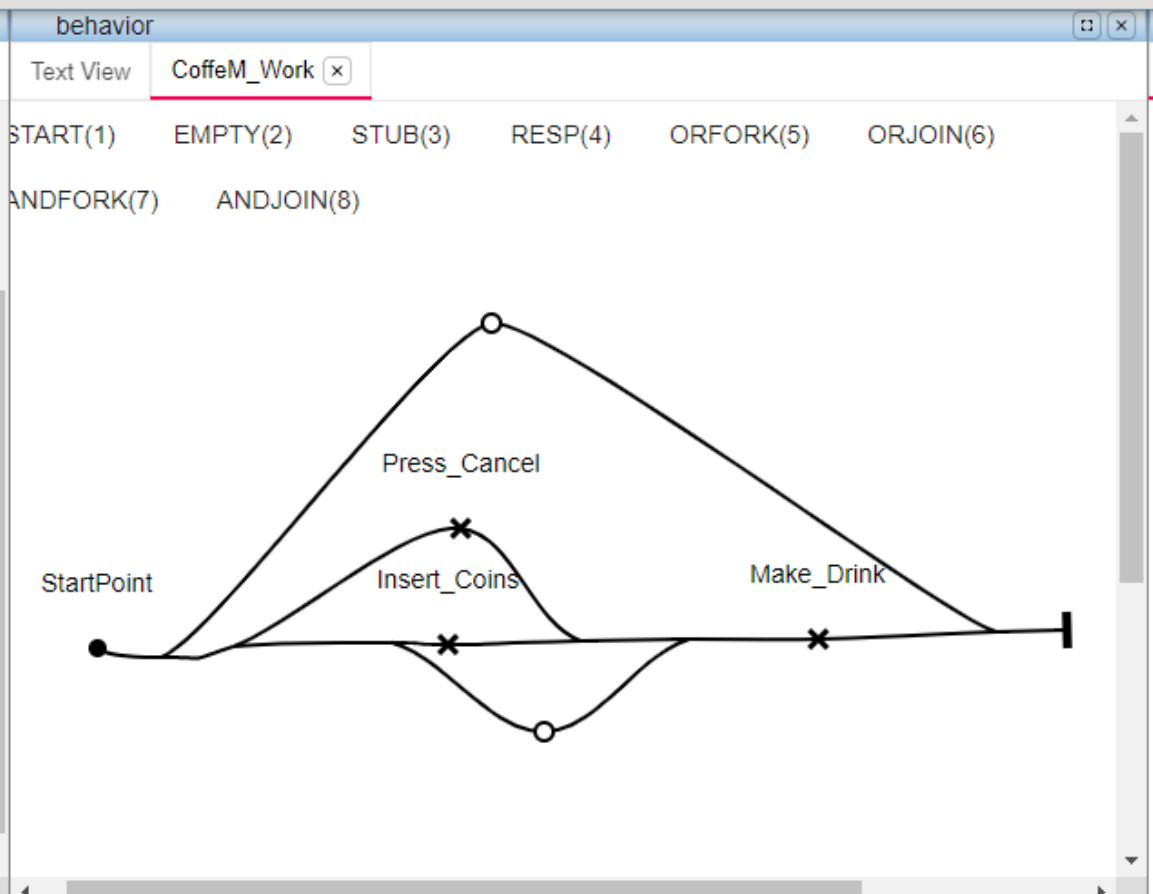 behavior
Text View CoffeM_Work
START(1) EMPTY(2) STUB(3) RESP(4) ORFORK(5) ORJOIN(6)
ANDFORK(7) ANDJOIN(8)
Press_Cancel
Insert_Coins
Make_Drink
StartPoint